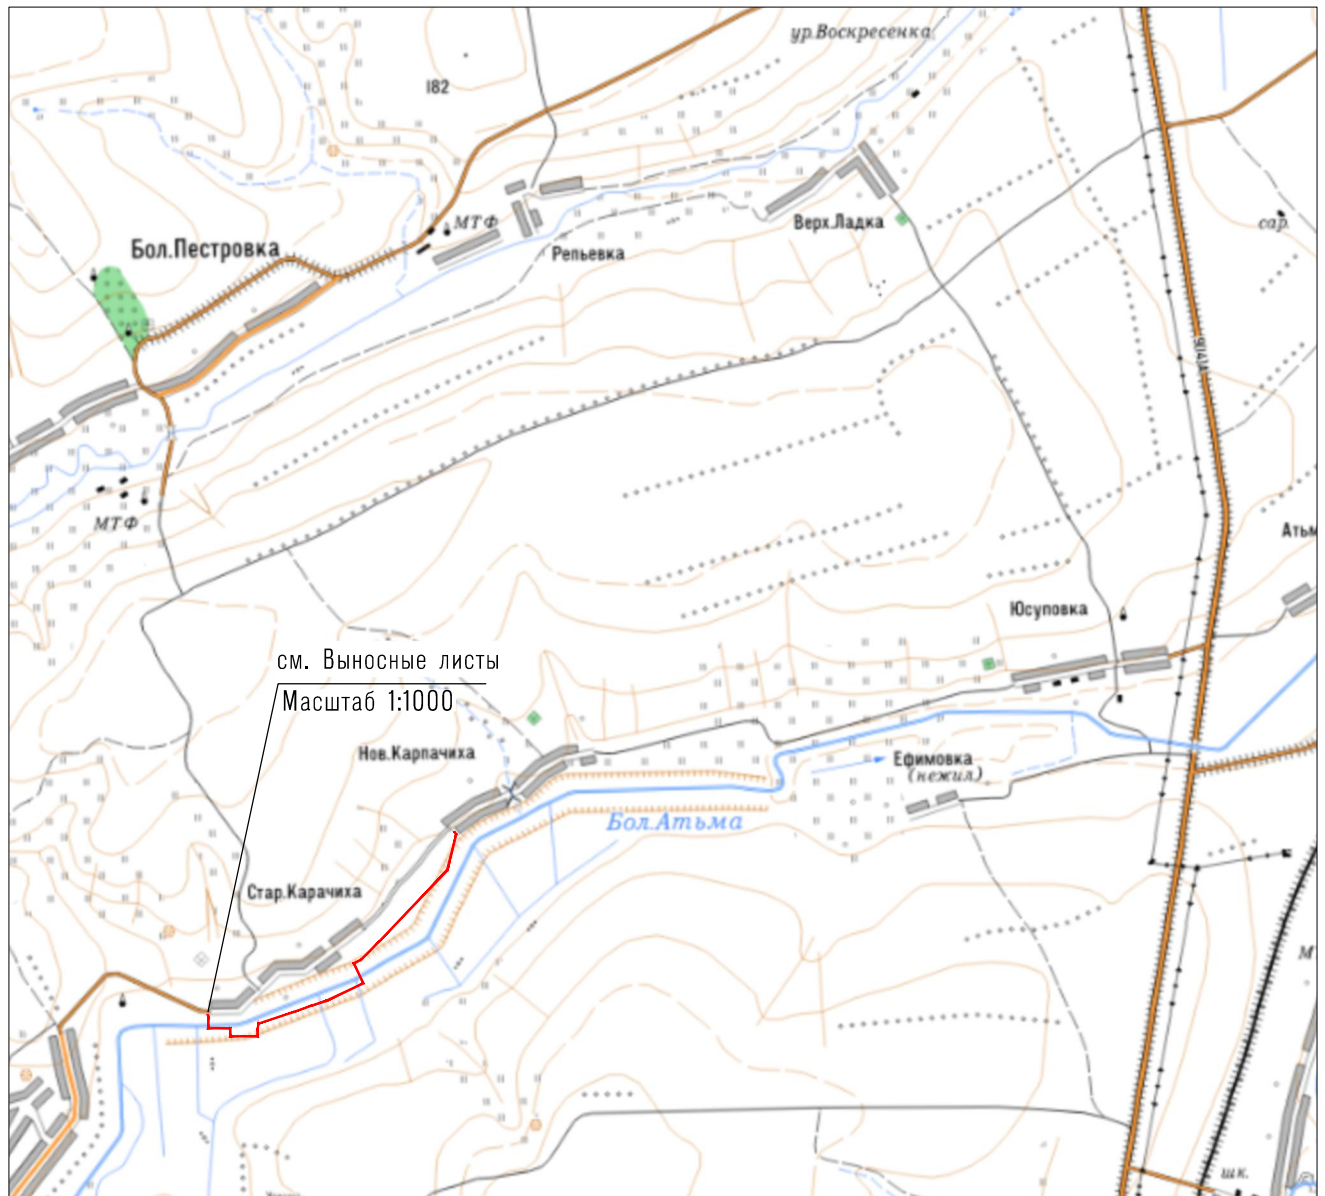 ур.Воскресенка
182
МТФ
сар.
Верх.Ладка
Бол.Пестровка
Репьевка
МТФ
Юсуповка
см. Выносные листы
Масштаб 1:1000
Нов.Карпачиха
Ефимовка
(нежил)
Бол.Атьма
Стар.Карачиха
шк.